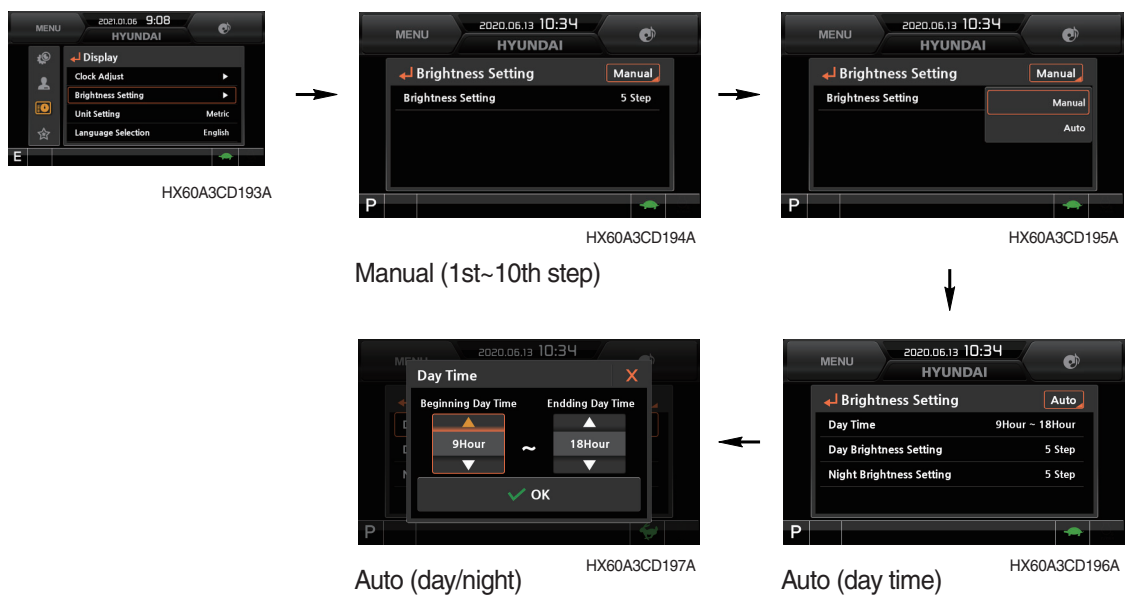 MENU 2021.01.06 9:08
HYUNDAI
Display
Clock Adjust
Brightness Setting
Unit Setting Metric
Language Selection English
E
HX60A3CD193A
MENU 2020.06.13 10:34
HYUNDAI
Brightness Setting Manual
Brightness Setting 5 Step
P
HX60A3CD194A
Manual (1st~10th step)
MENU 2020.06.13 10:34
HYUNDAI
Brightness Setting Manual
Brightness Setting Manual
Auto
P
HX60A3CD195A
MENU 2020.06.13 10:34
HYUNDAI
Brightness Setting Auto
Day Time 9Hour ~ 18Hour
Day Brightness Setting 5 Step
Night Brightness Setting 5 Step
P
HX60A3CD196A
Auto (day time)
2020.06.13 10:34
Day Time X
Beginning Day Time Endding Day Time
9Hour ~ 18Hour
OK
P
HX60A3CD197A
Auto (day/night)